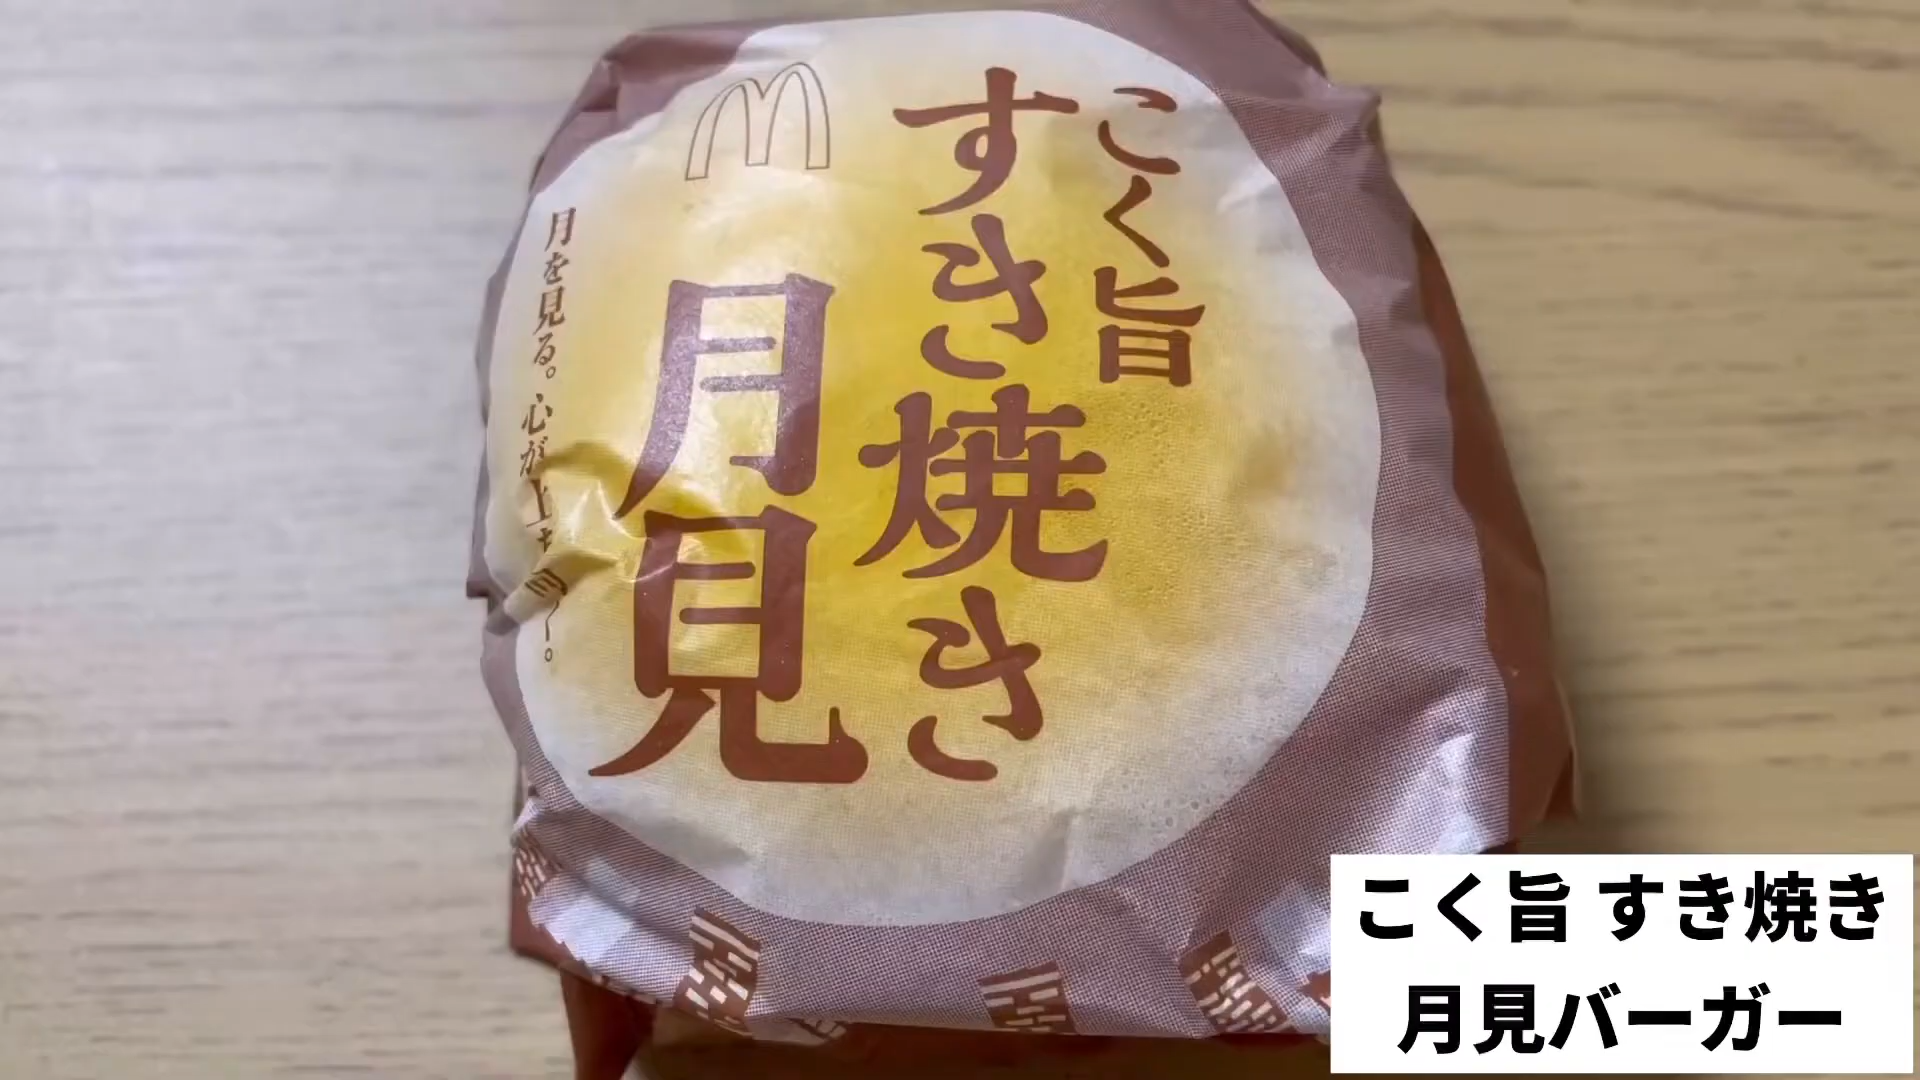 こく旨
すき焼き
月見
月を見る。心が上
こく旨 すき焼き
月見バーガー